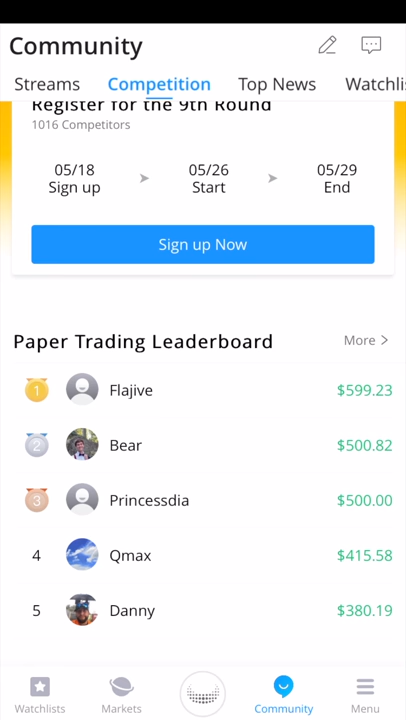 Community
Streams Competition Top News Watchlis
Register for the 9th Round
1016 Competitors
05/18 05/26 05/29
Sign up Start End
Sign up Now
Paper Trading Leaderboard More >
1 Flajive $599.23
2 Bear $500.82
3 Princessdia $500.00
4 Qmax $415.58
5 Danny $380.19
Watchlists Markets Community Menu